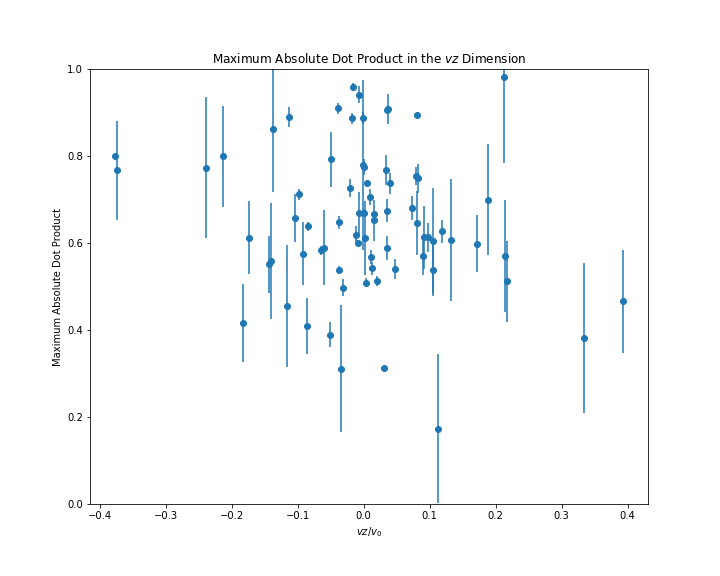 Maximum Absolute Dot Product in the vz Dimension
Maximum Absolute Dot Product
1.0
0.8
0.6
0.4
0.2
0.0
−0.4 −0.3 −0.2 −0.1 0.0 0.1 0.2 0.3 0.4
vz/v₀